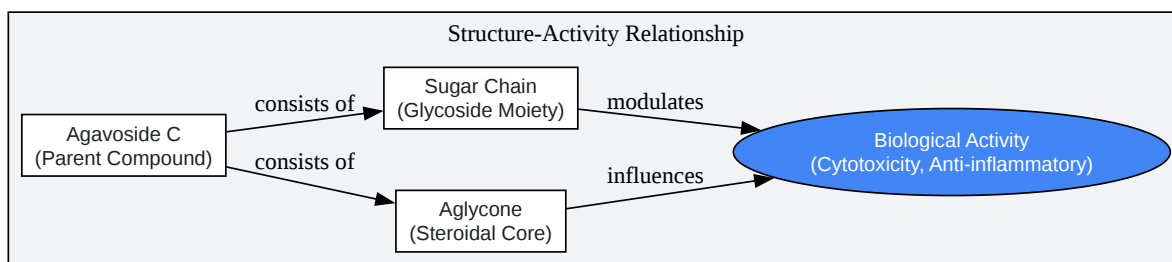 Structure-Activity Relationship
Agavoside C
(Parent Compound)
consists of
consists of
Sugar Chain
(Glycoside Moiety)
Aglycone
(Steroidal Core)
modulates
influences
Biological Activity
(Cytotoxicity, Anti-inflammatory)